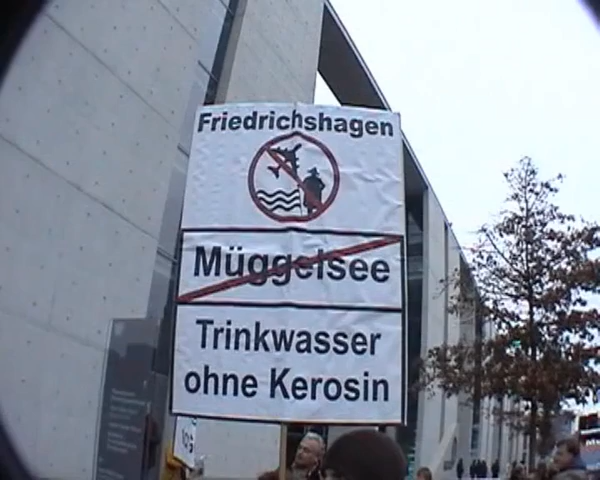 Friedrichshagen
Müggelsee
Trinkwasser
ohne Kerosin